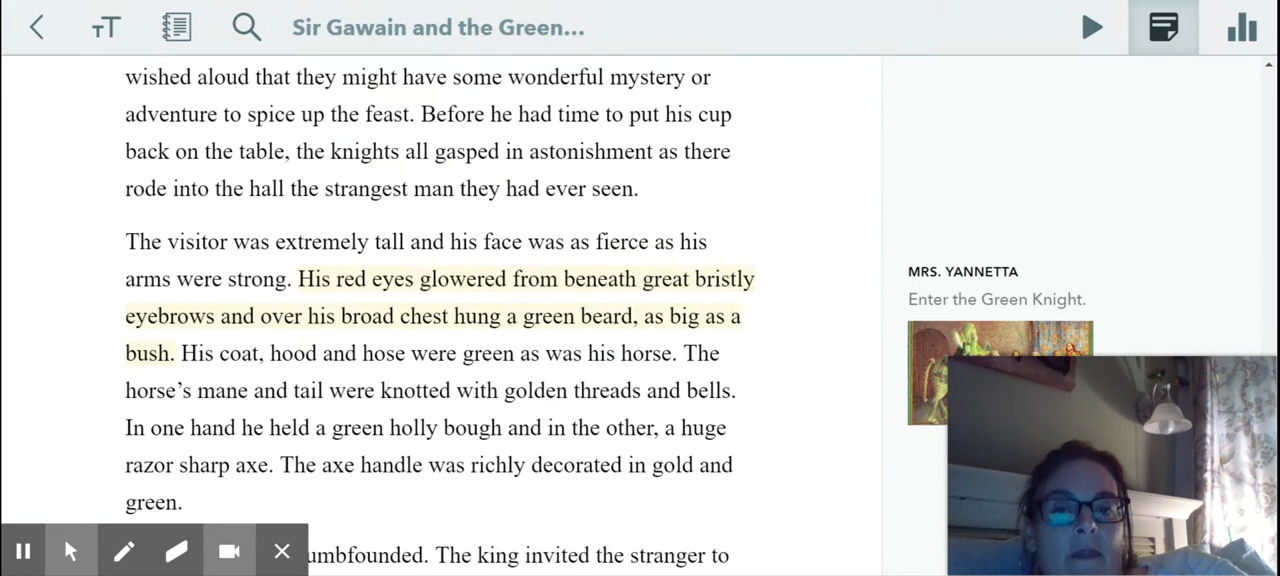 Sir Gawain and the Green...
wished aloud that they might have some wonderful mystery or
adventure to spice up the feast. Before he had time to put his cup
back on the table, the knights all gasped in astonishment as there
rode into the hall the strangest man they had ever seen.
The visitor was extremely tall and his face was as fierce as his
arms were strong. His red eyes glowered from beneath great bristly
eyebrows and over his broad chest hung a green beard, as big as a
bush. His coat, hood and hose were green as was his horse. The
horse’s mane and tail were knotted with golden threads and bells.
In one hand he held a green holly bough and in the other, a huge
razor sharp axe. The axe handle was richly decorated in gold and
green.
umbfounded. The king invited the stranger to
MRS. YANNETTA
Enter the Green Knight.